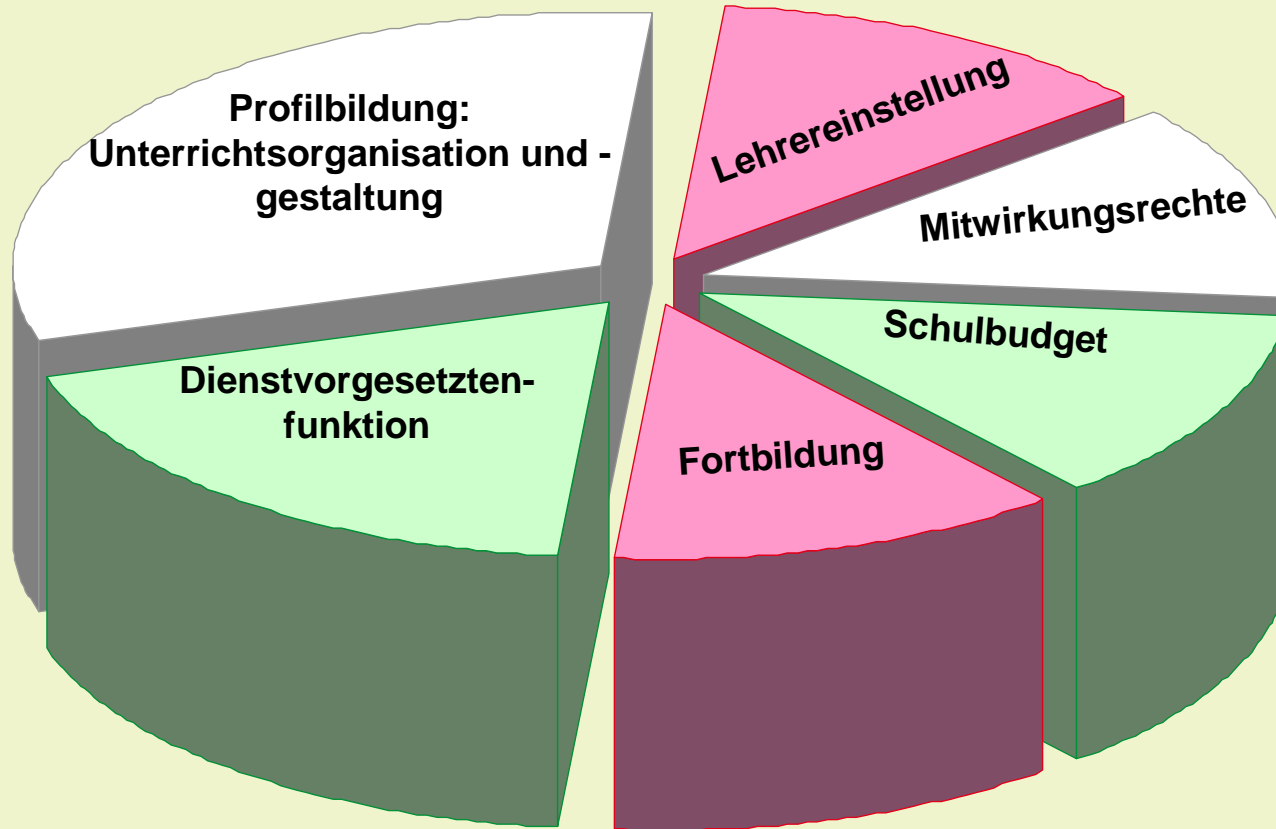 Profilbildung:
Unterrichtsorganisation und -
gestaltung
Lehrereinstellung
Mitwirkungsrechte
Schulbudget
Dienstvorgesetzten-
funktion
Fortbildung